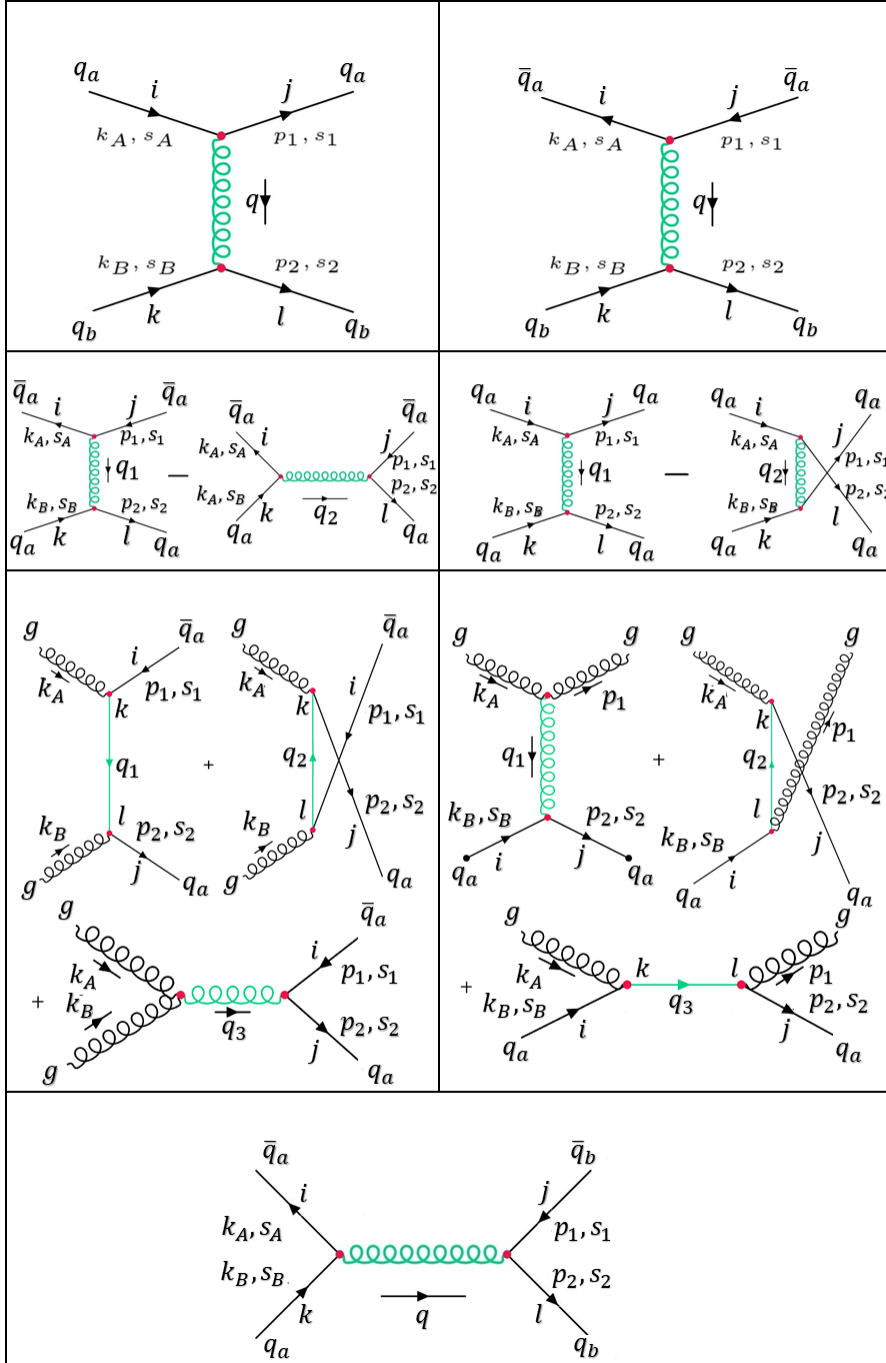 q_a i j q_a
k_A, s_A p_1, s_1
q
k_B, s_B p_2, s_2
q_b k l q_b
q̅_a i j q̅_a
k_A, s_A p_1, s_1
q
k_B, s_B p_2, s_2
q_b k l q_b
q̅_a i j q̅_a
k_A, s_A p_1, s_1
q_1
k_B, s_B p_2, s_2
q_a k l q_a
−
q̅_a i j q̅_a
k_A, s_A p_1, s_1
k_A, s_B p_2, s_2
q_a k q_2 l q_a
q_a i j q_a
k_A, s_A p_1, s_1
q_1
k_B, s_B p_2, s_2
q_a k l q_a
−
q_a i j q_a
k_A, s_A p_1, s_1
q_2 p_2, s_2
k_B, s_B
q_a k l q_a
g i q̅_a
k_A k p_1, s_1
q_1
k_B l p_2, s_2
g j q_a
+
g i q̅_a
k_A k p_1, s_1
q_2
k_B l p_2, s_2
g j q_a
+
g i q̅_a
k_A p_1, s_1
k_B q_3 p_2, s_2
g j q_a
g g
k_A p_1
q_1
k_B, s_B p_2, s_2
q_a i j q_a
+
g g
k_A k p_1
q_2
l p_2, s_2
k_B, s_B
q_a i j q_a
+
g g
k_A k l p_1
k_B, s_B q_3 p_2, s_2
q_a i j q_a
q̅_a i j q̅_b
k_A, s_A p_1, s_1
k_B, s_B p_2, s_2
q_a k q l q_b